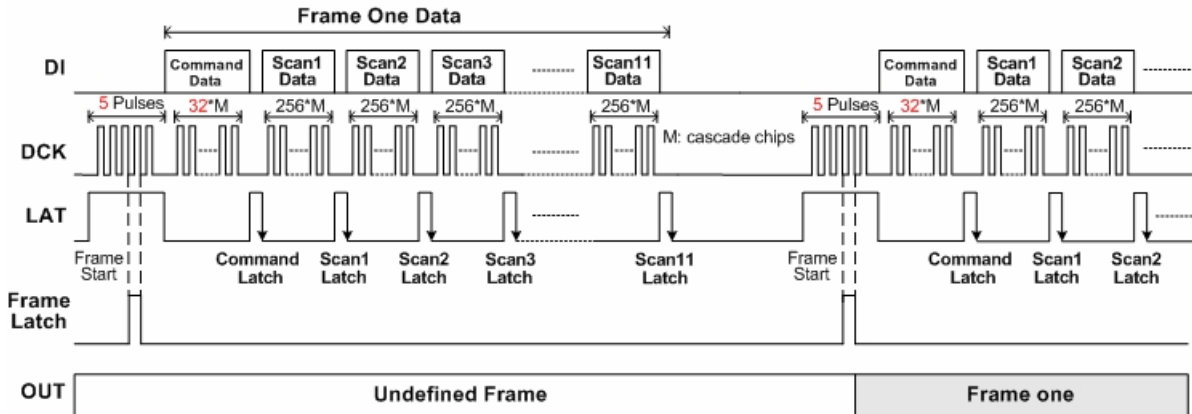 Frame One Data
DI
Command Data
Scan1 Data
Scan2 Data
Scan3 Data
Scan11 Data
Command Data
Scan1 Data
Scan2 Data
5 Pulses
32*M
256*M
256*M
256*M
256*M
5 Pulses
32*M
256*M
256*M
DCK
M: cascade chips
LAT
Frame Start
Command Latch
Scan1 Latch
Scan2 Latch
Scan3 Latch
Scan11 Latch
Frame Start
Command Latch
Scan1 Latch
Scan2 Latch
Frame Latch
OUT
Undefined Frame
Frame one